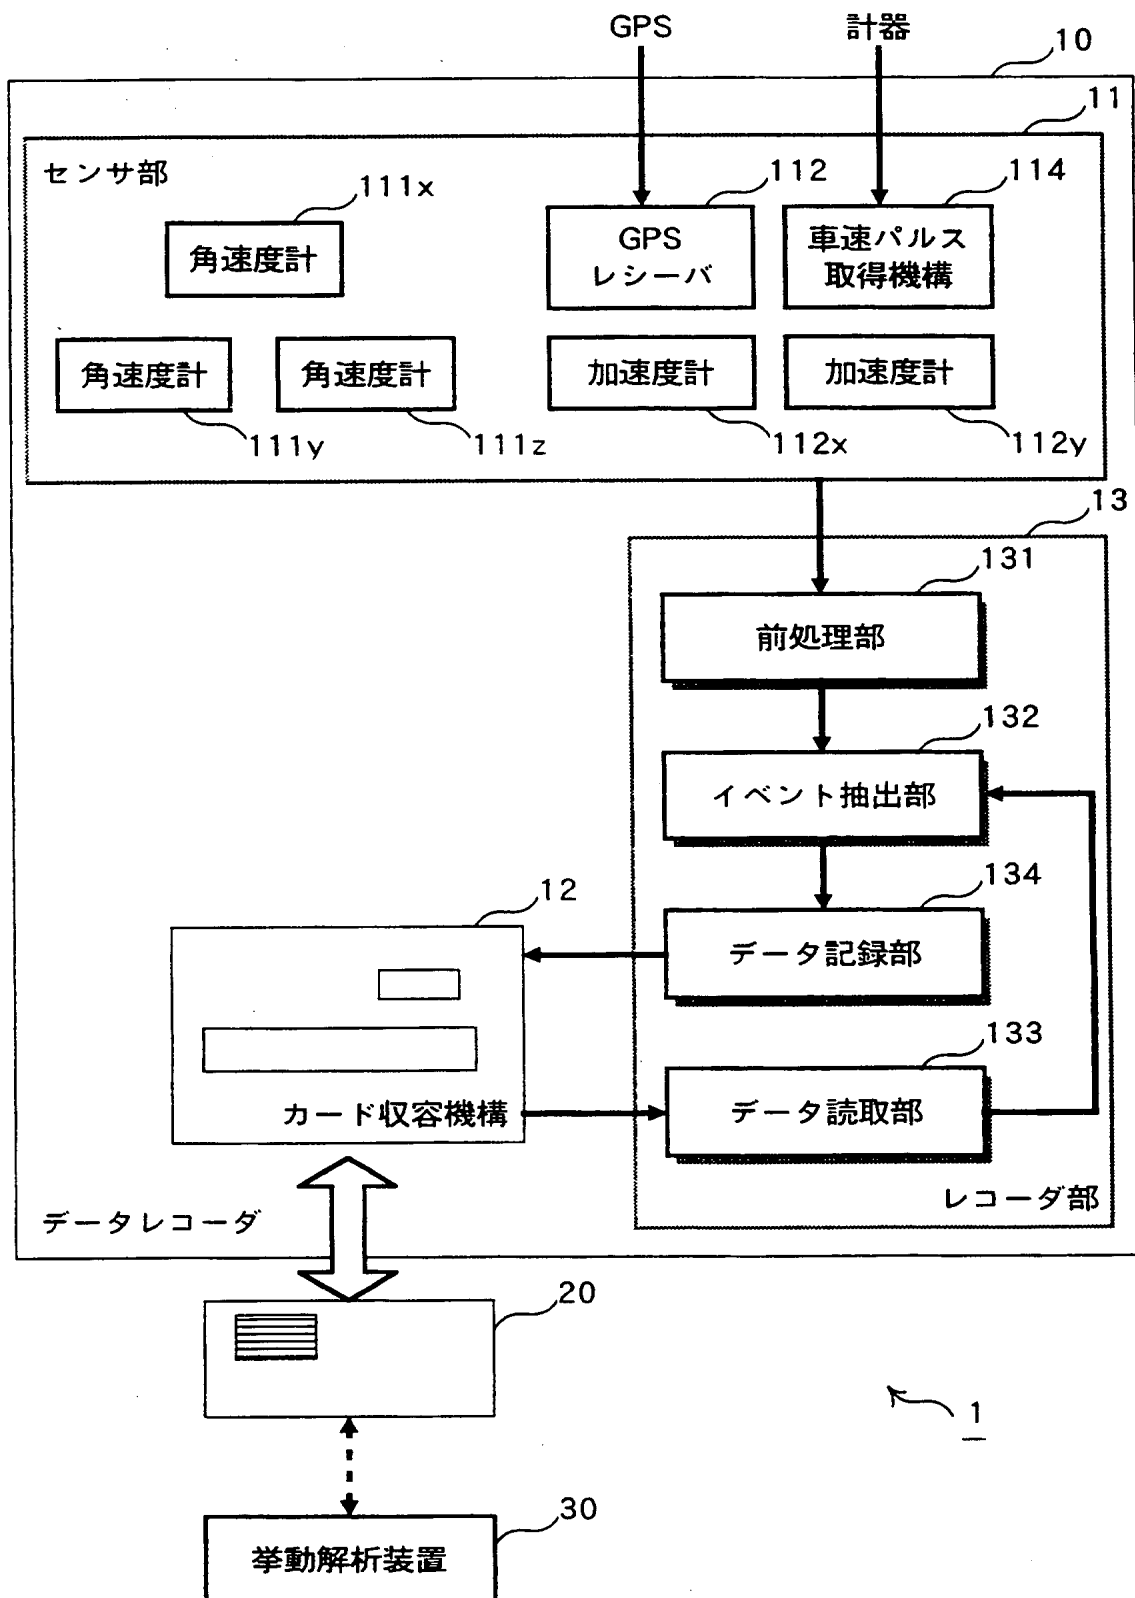 GPS
計器
10
11
センサ部
111x
112
114
角速度計
GPS
レシーバ
車速パルス
取得機構
角速度計
角速度計
加速度計
加速度計
111y
111z
112x
112y
13
131
前処理部
132
イベント抽出部
134
12
データ記録部
133
カード収容機構
データ読取部
レコーダ部
データレコーダ
20
1
30
挙動解析装置